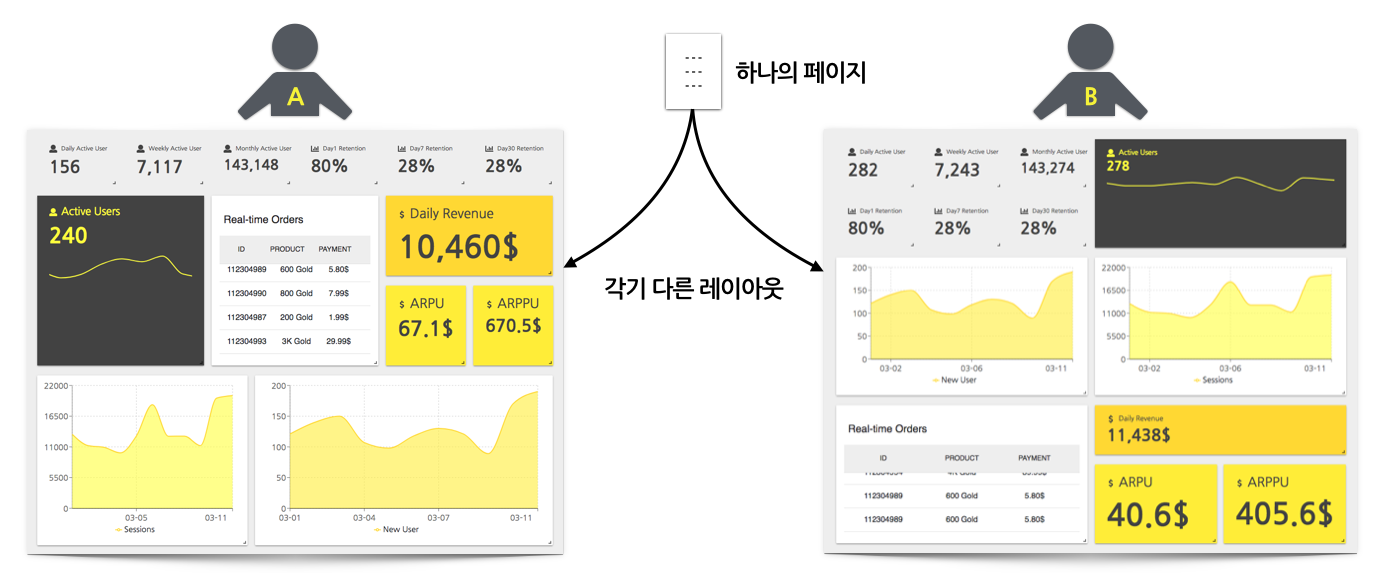 A
하나의 페이지
B
각기 다른 레이아웃
Daily Active User
156
Weekly Active User
7,117
Monthly Active User
143,148
Day1 Retention
80%
Day7 Retention
28%
Day30 Retention
28%
Active Users
240
Real-time Orders
ID PRODUCT PAYMENT
112304989 600 Gold 5.80$
112304990 800 Gold 7.99$
112304987 200 Gold 1.99$
112304993 3K Gold 29.99$
$ Daily Revenue
10,460$
$ ARPU
67.1$
$ ARPPU
670.5$
22000
16500
11000
5500
0
03-05 03-11
Sessions
200
150
100
50
0
03-01 03-04 03-07 03-11
New User
Daily Active User
282
Weekly Active User
7,243
Monthly Active User
143,274
Day1 Retention
80%
Day7 Retention
28%
Day30 Retention
28%
Active Users
278
200
150
100
50
0
03-02 03-06 03-11
New User
22000
16500
11000
5500
0
03-02 03-06 03-11
Sessions
Real-time Orders
ID PRODUCT PAYMENT
112304989 600 Gold 5.80$
112304989 600 Gold 5.80$
$ Daily Revenue
11,438$
$ ARPU
40.6$
$ ARPPU
405.6$